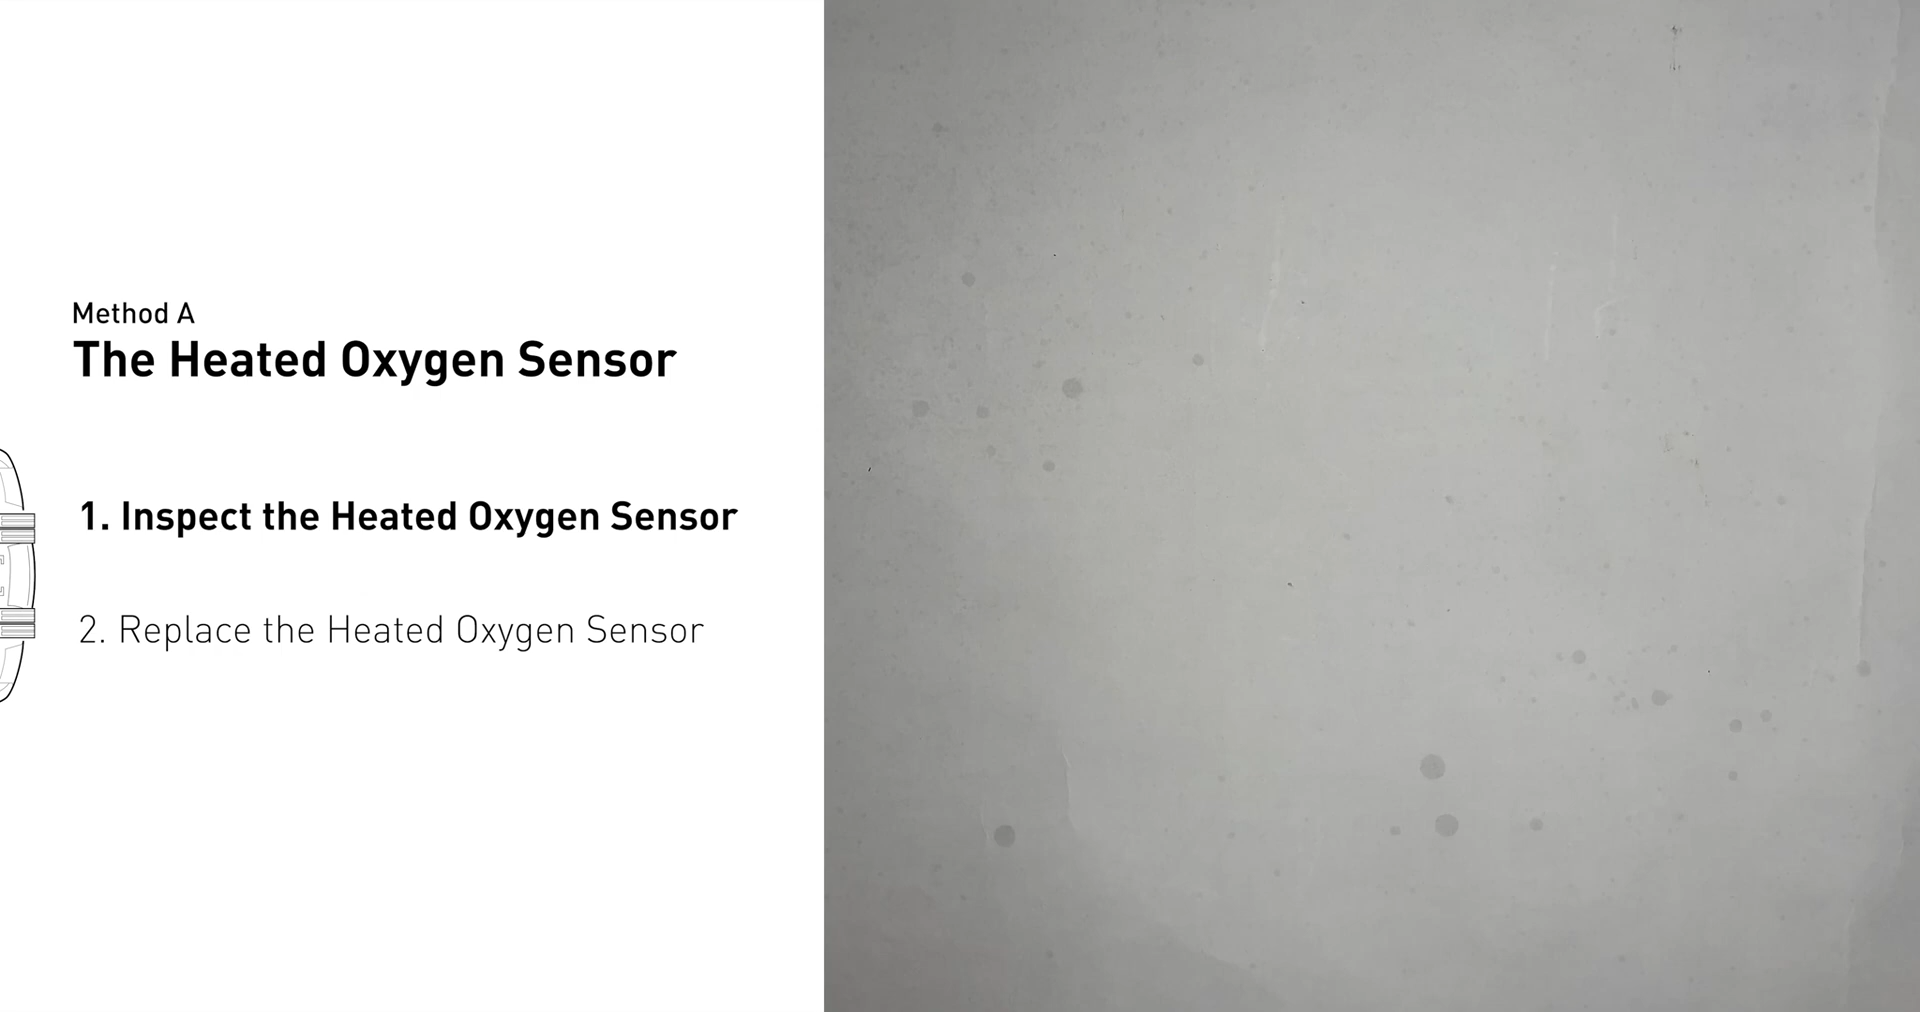 Method A
The Heated Oxygen Sensor
1. Inspect the Heated Oxygen Sensor
2. Replace the Heated Oxygen Sensor